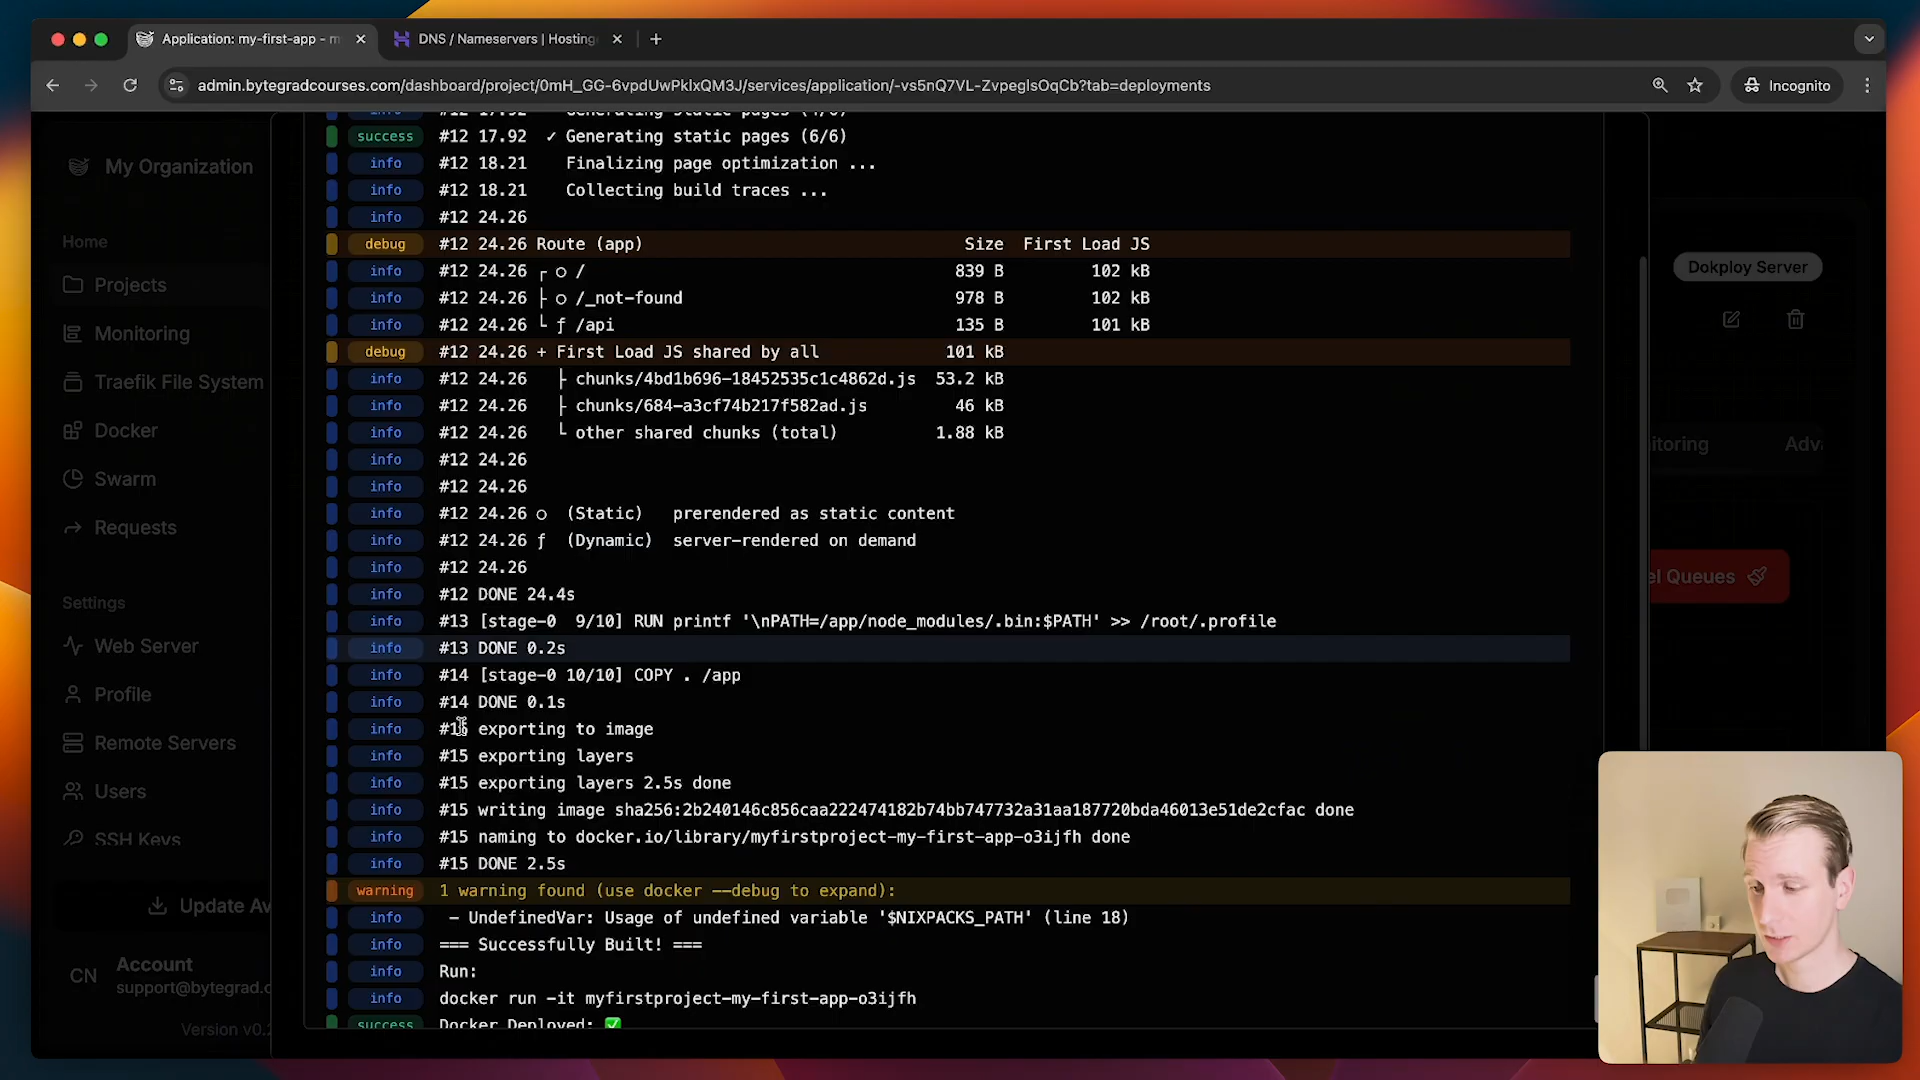 Application: my-first-app - m
DNS / Nameservers | Hosting
admin.bytegradcourses.com/dashboard/project/0mH_GG-6vpdUwPklxQM3J/services/application/-vs5nQ7VL-ZvpeglsOqCb?tab=deployments
Incognito
My Organization
Home
Projects
Monitoring
Traefik File System
Docker
Swarm
Requests
Settings
Web Server
Profile
Remote Servers
Users
SSH Keys
Update Av
CN
Account
support@bytegrad.c
Version v0.2
info #12 17.92 Generating static pages (4/6)
success #12 17.92 ✓ Generating static pages (6/6)
info #12 18.21 Finalizing page optimization ...
info #12 18.21 Collecting build traces ...
info #12 24.26
debug #12 24.26 Route (app) Size First Load JS
info #12 24.26 ┌ ○ / 839 B 102 kB
info #12 24.26 ├ ○ /_not-found 978 B 102 kB
info #12 24.26 └ ƒ /api 135 B 101 kB
debug #12 24.26 + First Load JS shared by all 101 kB
info #12 24.26 ├ chunks/4bd1b696-18452535c1c4862d.js 53.2 kB
info #12 24.26 ├ chunks/684-a3cf74b217f582ad.js 46 kB
info #12 24.26 └ other shared chunks (total) 1.88 kB
info #12 24.26
info #12 24.26
info #12 24.26 ○ (Static) prerendered as static content
info #12 24.26 ƒ (Dynamic) server-rendered on demand
info #12 24.26
info #12 DONE 24.4s
info #13 [stage-0 9/10] RUN printf '\nPATH=/app/node_modules/.bin:$PATH' >> /root/.profile
info #13 DONE 0.2s
info #14 [stage-0 10/10] COPY . /app
info #14 DONE 0.1s
info #15 exporting to image
info #15 exporting layers
info #15 exporting layers 2.5s done
info #15 writing image sha256:2b240146c856caa222474182b74bb747732a31aa187720bda46013e51de2cfac done
info #15 naming to docker.io/library/myfirstproject-my-first-app-o3ijfh done
info #15 DONE 2.5s
warning 1 warning found (use docker --debug to expand):
info - UndefinedVar: Usage of undefined variable '$NIXPACKS_PATH' (line 18)
info === Successfully Built! ===
info Run:
info docker run -it myfirstproject-my-first-app-o3ijfh
success Docker Deployed: ✅
Dokploy Server
itoring
Adva
el Queues